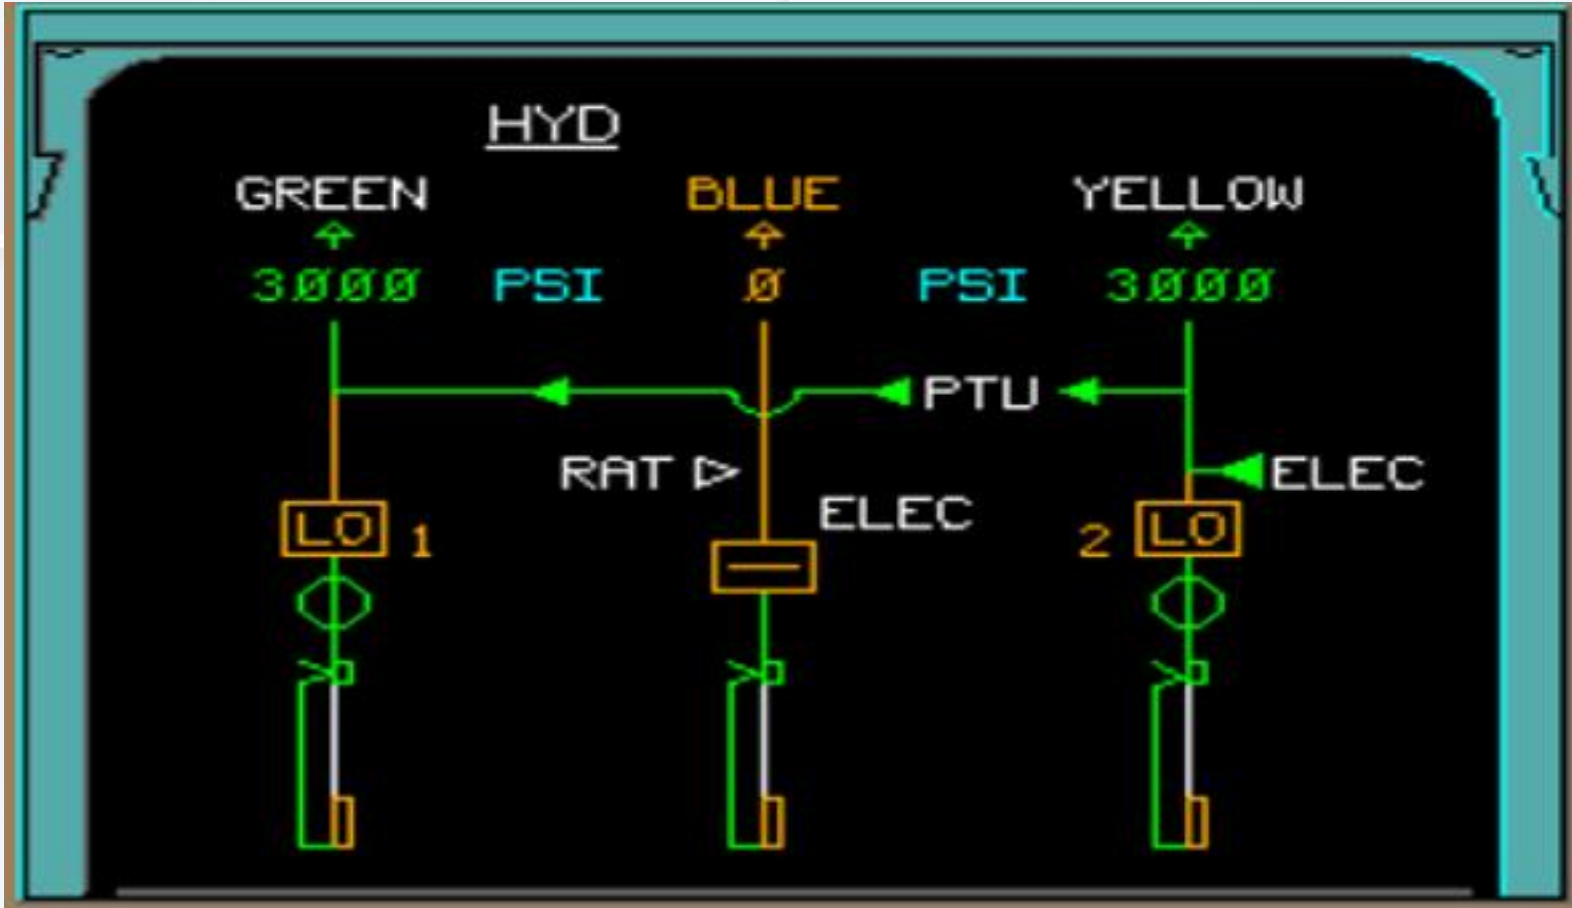 HYD
GREEN BLUE YELLOW
3000 PSI 0 PSI 3000
PTU
RAT ELEC
ELEC
LO 1 2 LO